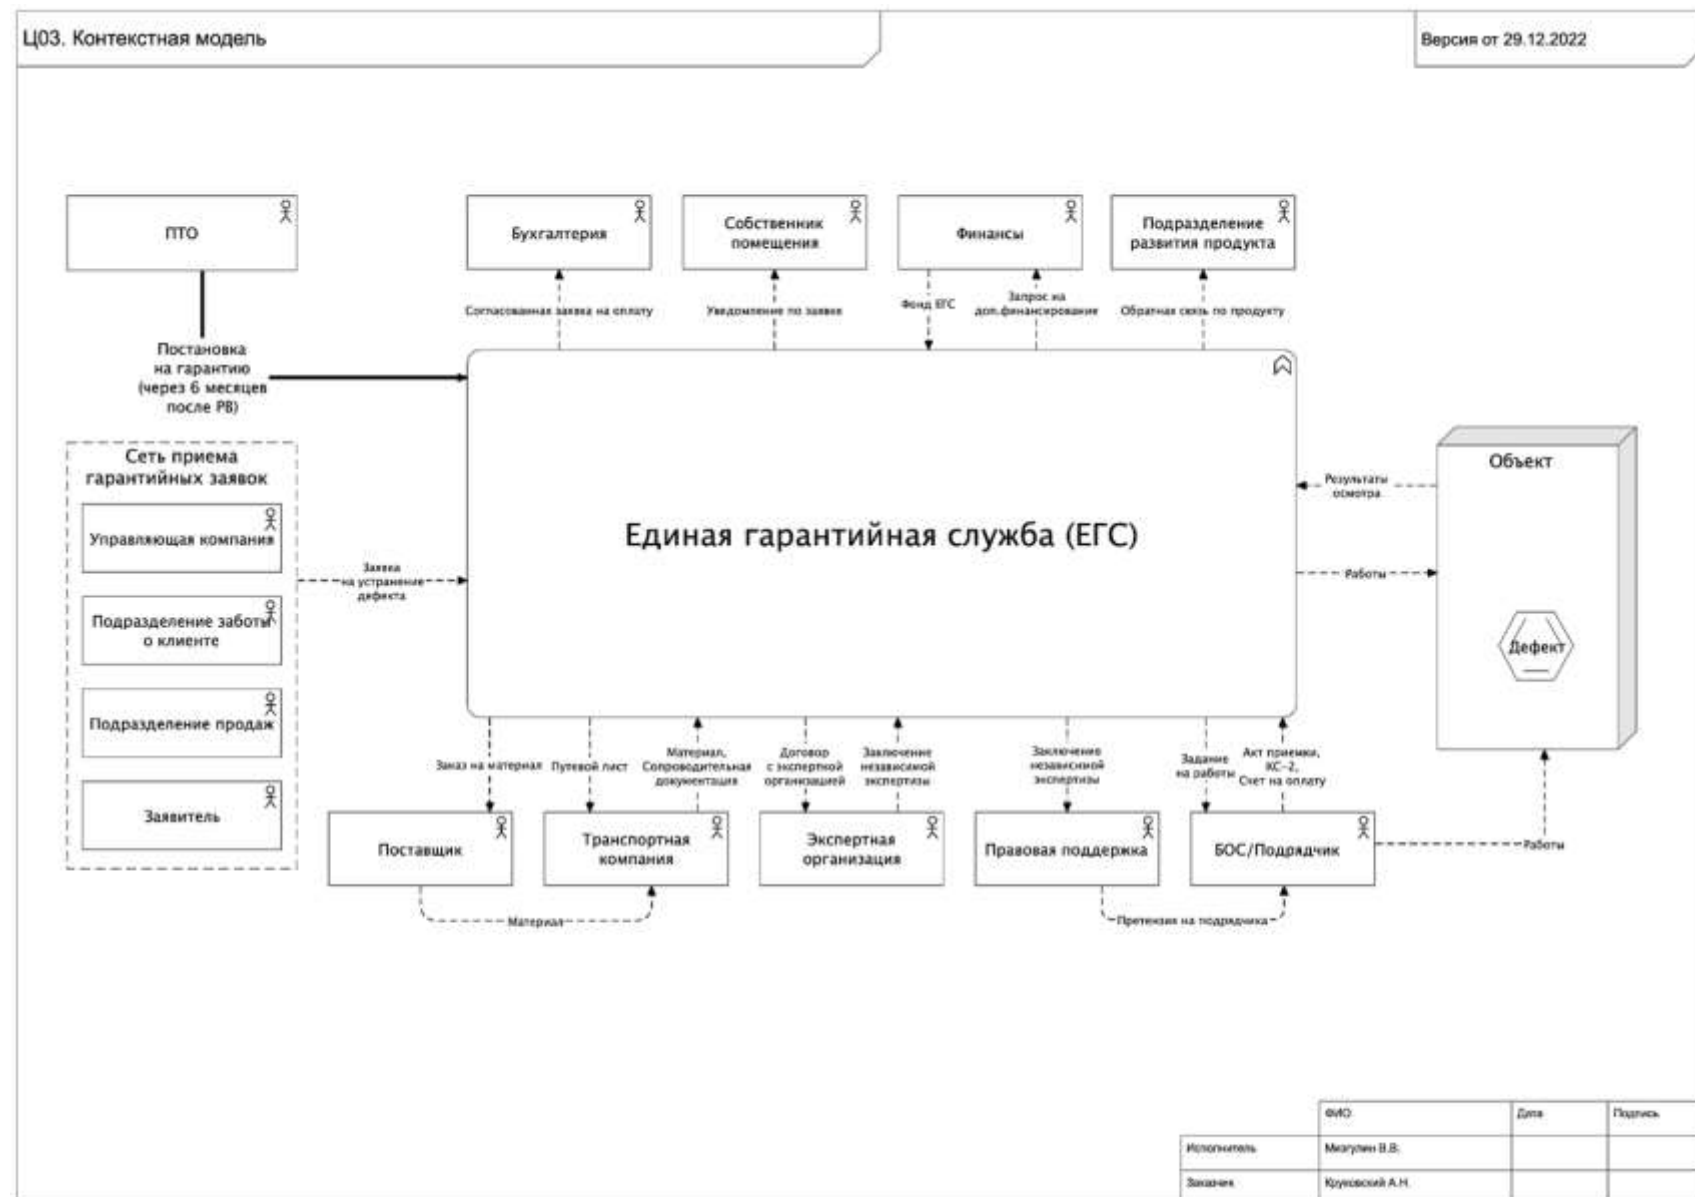 Ц03. Контекстная модель
Версия от 29.12.2022
ПТО
Бухгалтерия
Собственник
помещения
Финансы
Подразделение
развития продукта
Согласованная заявка на оплату
Уведомление по заявке
Фонд ЕГС
Запрос на
доп.финансирование
Обратная связь по продукту
Постановка
на гарантию
(через 6 месяцев
после РВ)
Сеть приема
гарантийных заявок
Управляющая компания
Подразделение заботы
о клиенте
Подразделение продаж
Заявитель
Заявка
на устранение
дефекта
Единая гарантийная служба (ЕГС)
Результаты
осмотра
Работы
Объект
Дефект
Заказ на материал
Путевой лист
Материал,
Сопроводительная
документация
Договор
с экспертной
организацией
Заключение
независимой
экспертизы
Заключение
независимой
экспертизы
Задание
на работы
Акт приемки,
КС-2,
Счет на оплату
Поставщик
Транспортная
компания
Экспертная
организация
Правовая поддержка
БОС/Подрядчик
Работы
Материал
Претензия на подрядчика
ФИО
Дата
Подпись
Исполнитель
Мизгулин В.В.
Заказчик
Круковский А.Н.